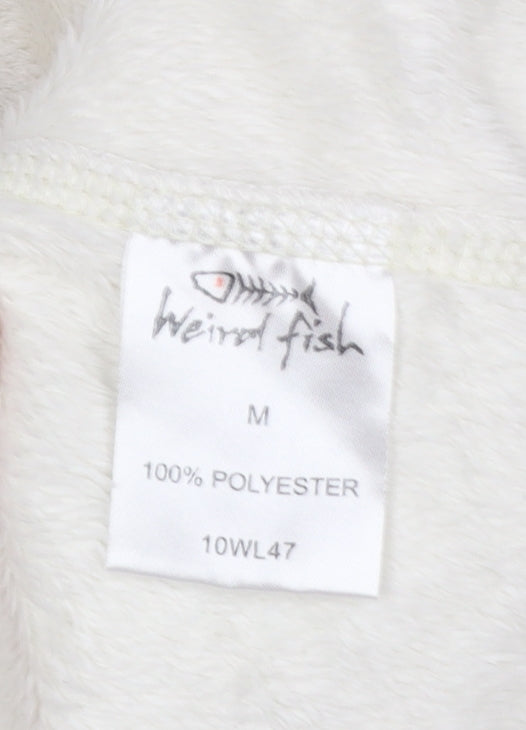 Weird fish
M
100% POLYESTER
10WL47